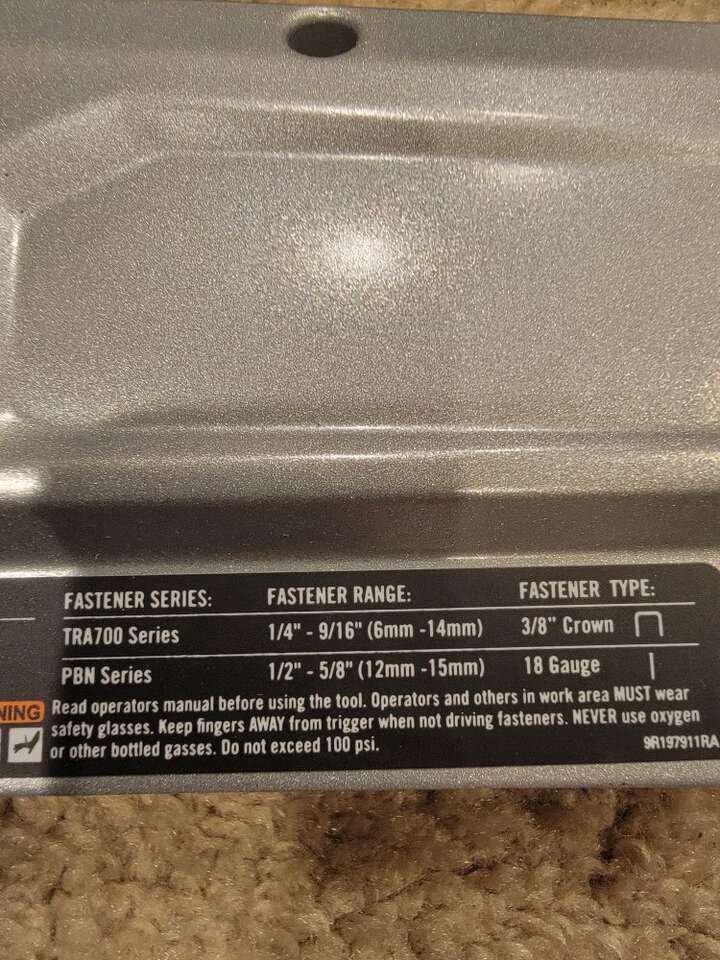 FASTENER SERIES: FASTENER RANGE: FASTENER TYPE:
TRA700 Series 1/4" - 9/16" (6mm -14mm) 3/8" Crown
PBN Series 1/2" - 5/8" (12mm -15mm) 18 Gauge
NING Read operators manual before using the tool. Operators and others in work area MUST wear
safety glasses. Keep fingers AWAY from trigger when not driving fasteners. NEVER use oxygen
or other bottled gasses. Do not exceed 100 psi.
9R197911RA